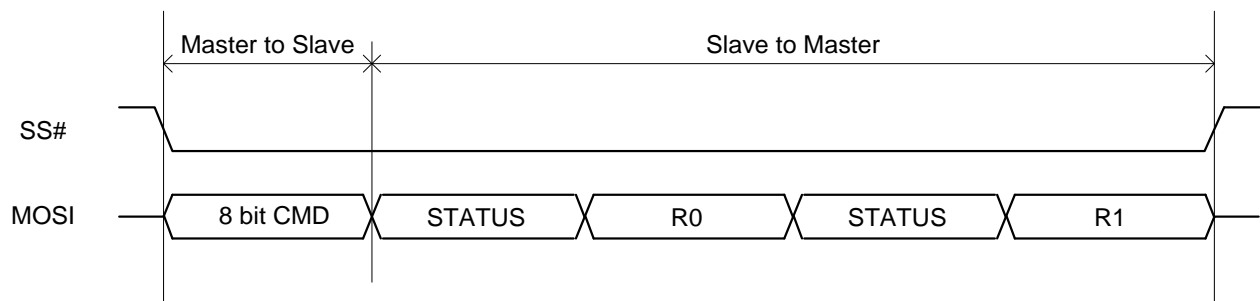 Master to Slave Slave to Master
SS#
MOSI 8 bit CMD STATUS R0 STATUS R1